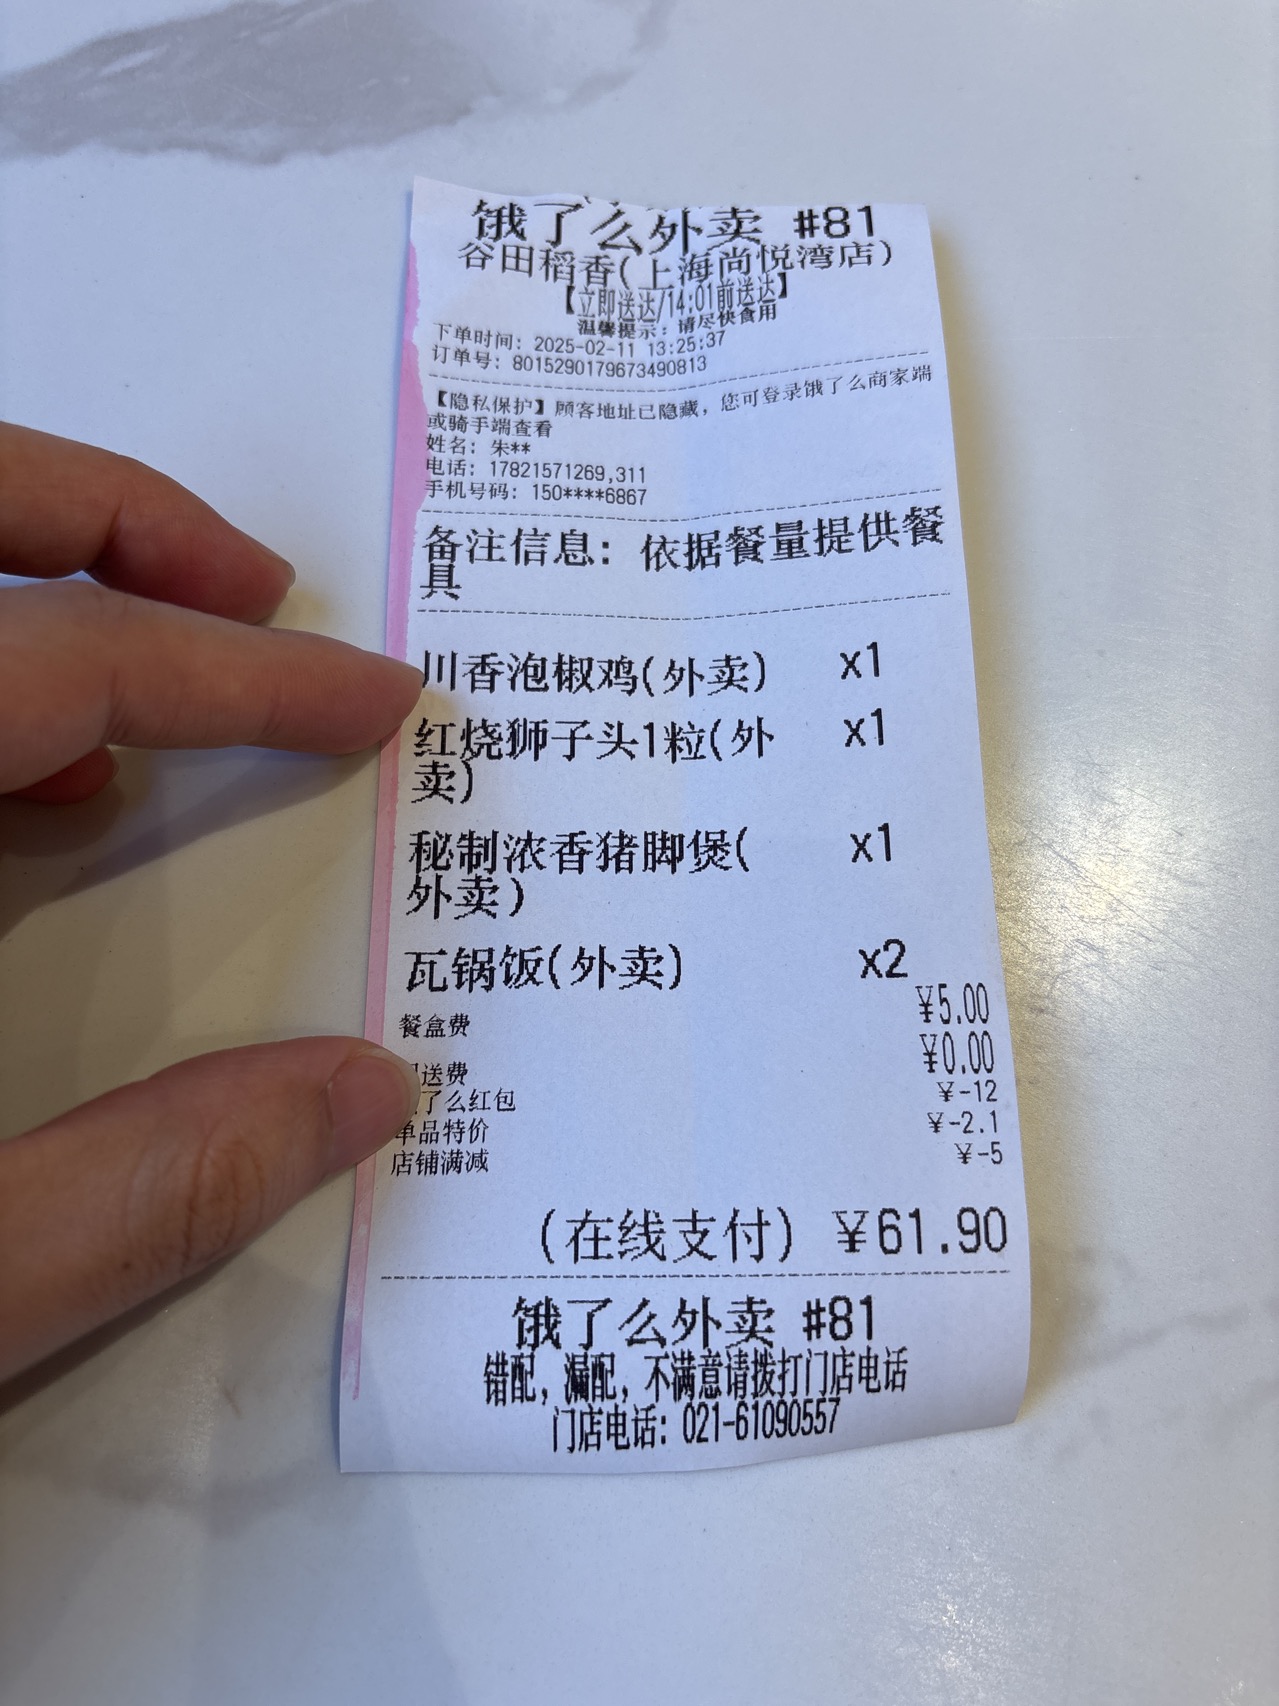 饿了么外卖 #81
谷田稻香(上海尚悦湾店)
【立即送达/14:01前送达】
温馨提示：请尽快食用
下单时间：2025-02-11 13:25:37
订单号：8015290179673490813
【隐私保护】顾客地址已隐藏，您可登录饿了么商家端
或骑手端查看
姓名：朱**
电话：17821571269,311
手机号码：150****6867
备注信息：依据餐量提供餐
具
川香泡椒鸡(外卖) x1
红烧狮子头1粒(外 x1
卖)
秘制浓香猪脚煲( x1
外卖)
瓦锅饭(外卖) x2
餐盒费 ¥5.00
送费 ¥0.00
了么红包 ¥-12
单品特价 ¥-2.1
店铺满减 ¥-5
(在线支付) ¥61.90
饿了么外卖 #81
错配，漏配，不满意请拨打门店电话
门店电话：021-61090557